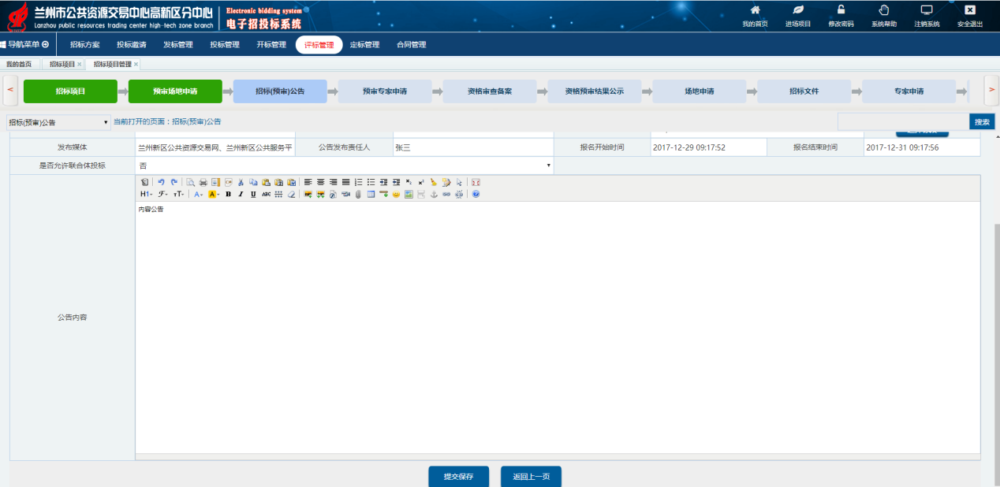 兰州市公共资源交易中心高新区分中心
Lanzhou public resources trading center high-tech zone branch
Electronic bidding system
电子招投标系统
我的首页 进场项目 修改密码 系统帮助 注销系统 安全退出
导航菜单 招标方案 投标邀请 发标管理 投标管理 开标管理 评标管理 定标管理 合同管理
我的首页 招标项目 × 招标项目管理 ×
< 招标项目 预审场地申请 招标(预审)公告 预审专家申请 资格审查备案 资格预审结果公示 场地申请 招标文件 专家申请 >
招标(预审)公告 当前打开的页面：招标(预审)公告 搜索
发布媒体 兰州新区公共资源交易网、兰州新区公共服务平 公告发布责任人 张三 报名开始时间 2017-12-29 09:17:52 报名结束时间 2017-12-31 09:17:56
是否允许联合体投标 否
H1 F TT A A B I U ABC
内容公告
公告内容
提交保存 返回上一页